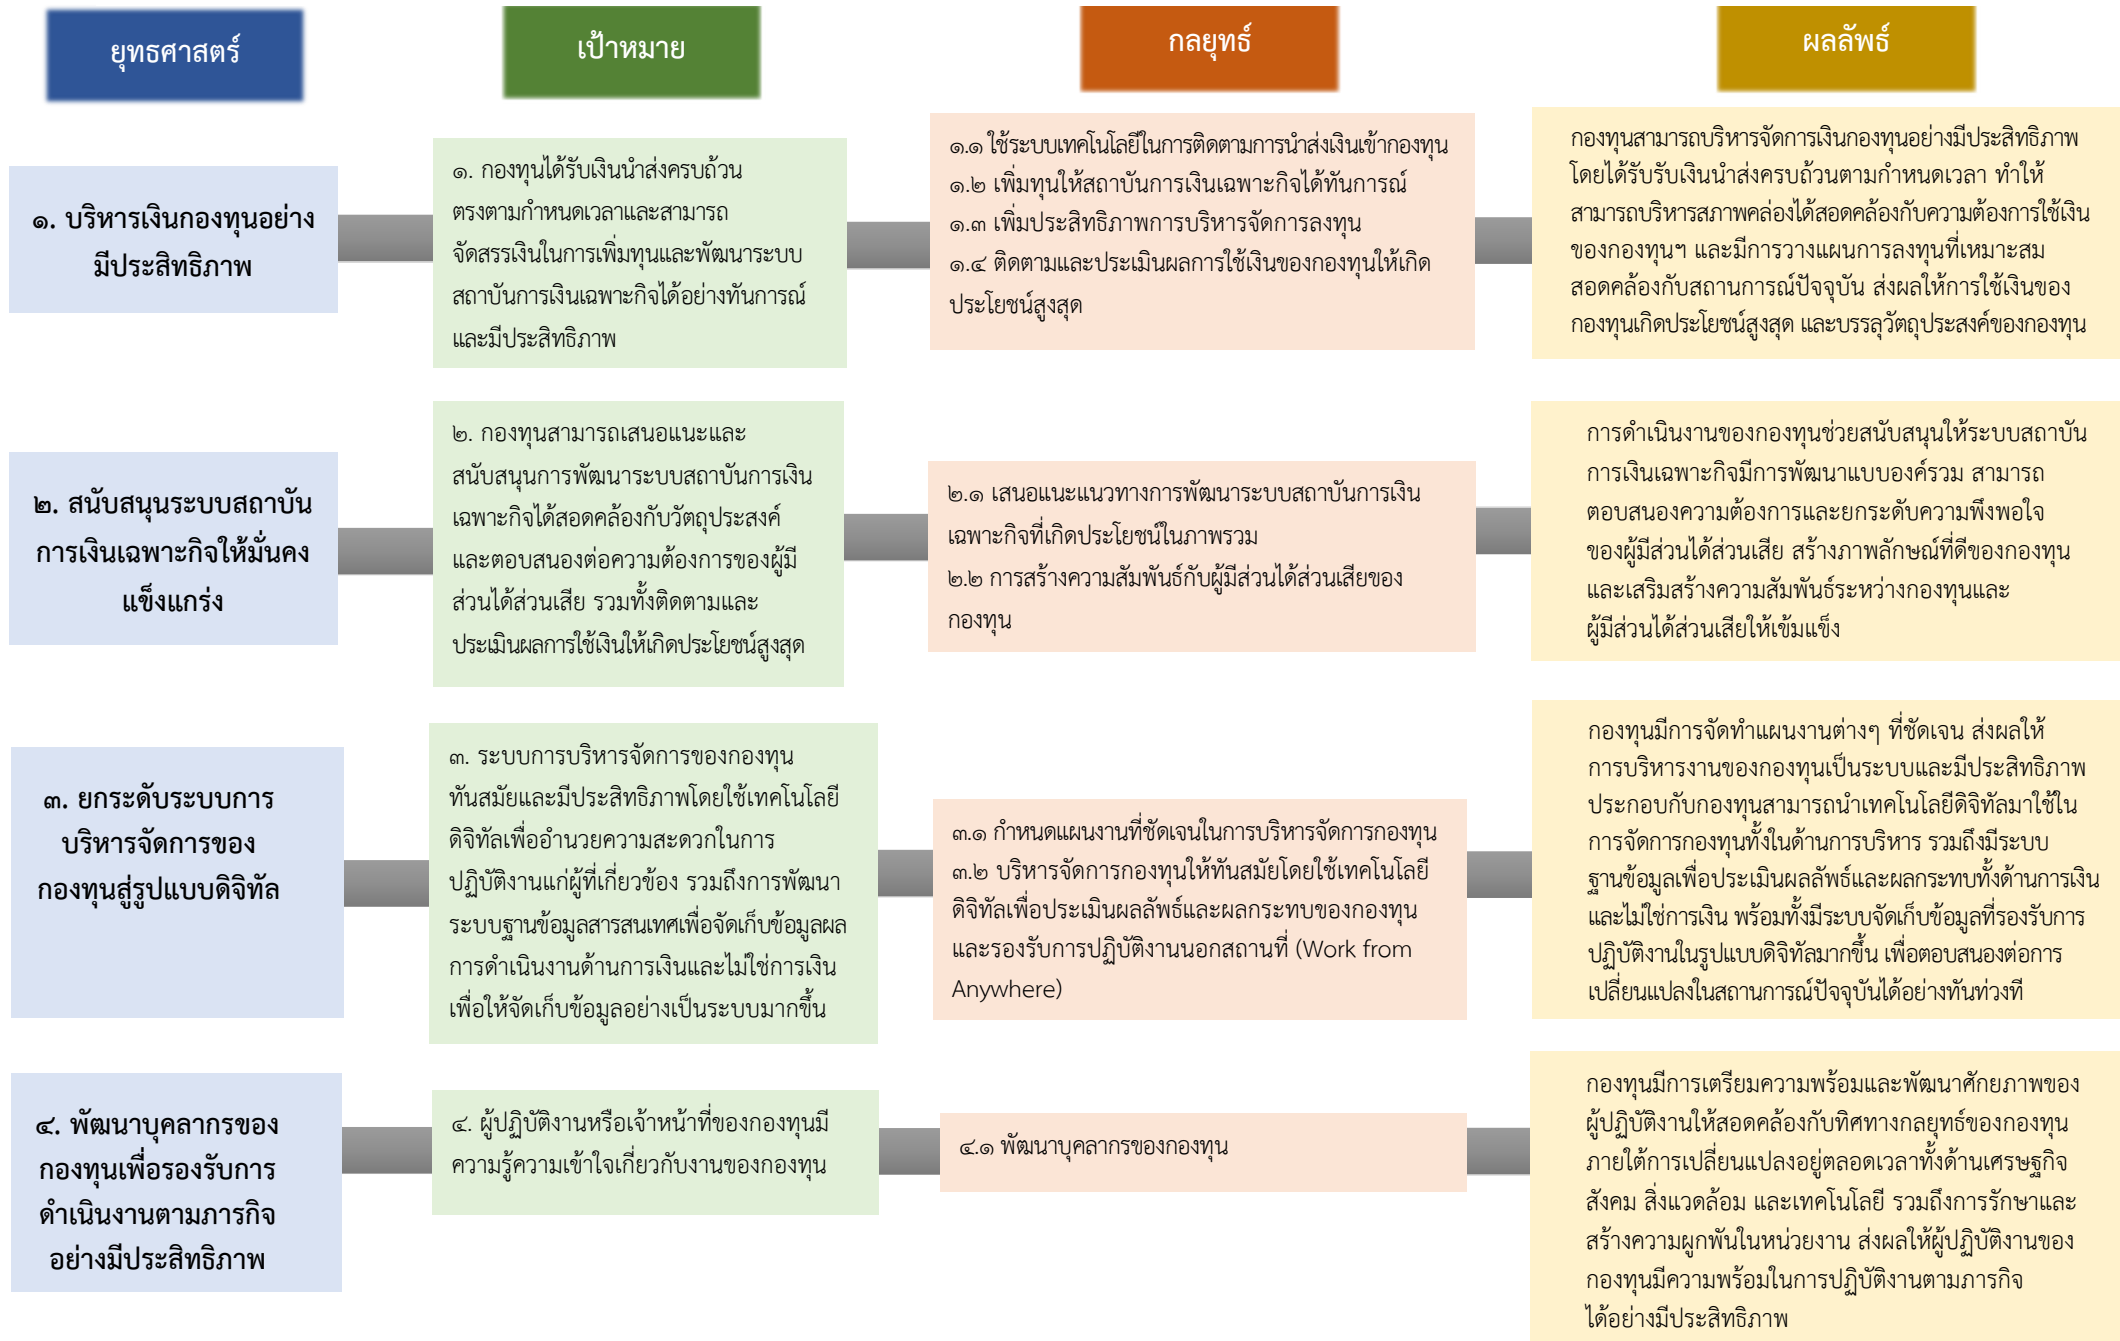 ยุทธศาสตร์
เป้าหมาย
กลยุทธ์
ผลลัพธ์
๑. บริหารเงินกองทุนอย่าง
มีประสิทธิภาพ
๑. กองทุนได้รับเงินนำส่งครบถ้วน
ตรงตามกำหนดเวลาและสามารถ
จัดสรรเงินในการเพิ่มทุนและพัฒนาระบบ
สถาบันการเงินเฉพาะกิจได้อย่างทันการณ์
และมีประสิทธิภาพ
๑.๑ ใช้ระบบเทคโนโลยีในการติดตามการนำส่งเงินเข้ากองทุน
๑.๒ เพิ่มทุนให้สถาบันการเงินเฉพาะกิจได้ทันการณ์
๑.๓ เพิ่มประสิทธิภาพการบริหารจัดการลงทุน
๑.๔ ติดตามและประเมินผลการใช้เงินของกองทุนให้เกิด
ประโยชน์สูงสุด
กองทุนสามารถบริหารจัดการเงินกองทุนอย่างมีประสิทธิภาพ
โดยได้รับรับเงินนำส่งครบถ้วนตามกำหนดเวลา ทำให้
สามารถบริหารสภาพคล่องได้สอดคล้องกับความต้องการใช้เงิน
ของกองทุนฯ และมีการวางแผนการลงทุนที่เหมาะสม
สอดคล้องกับสถานการณ์ปัจจุบัน ส่งผลให้การใช้เงินของ
กองทุนเกิดประโยชน์สูงสุด และบรรลุวัตถุประสงค์ของกองทุน
๒. สนับสนุนระบบสถาบัน
การเงินเฉพาะกิจให้มั่นคง
แข็งแกร่ง
๒. กองทุนสามารถเสนอแนะและ
สนับสนุนการพัฒนาระบบสถาบันการเงิน
เฉพาะกิจได้สอดคล้องกับวัตถุประสงค์
และตอบสนองต่อความต้องการของผู้มี
ส่วนได้ส่วนเสีย รวมทั้งติดตามและ
ประเมินผลการใช้เงินให้เกิดประโยชน์สูงสุด
๒.๑ เสนอแนะแนวทางการพัฒนาระบบสถาบันการเงิน
เฉพาะกิจที่เกิดประโยชน์ในภาพรวม
๒.๒ การสร้างความสัมพันธ์กับผู้มีส่วนได้ส่วนเสียของ
กองทุน
การดำเนินงานของกองทุนช่วยสนับสนุนให้ระบบสถาบัน
การเงินเฉพาะกิจมีการพัฒนาแบบองค์รวม สามารถ
ตอบสนองความต้องการและยกระดับความพึงพอใจ
ของผู้มีส่วนได้ส่วนเสีย สร้างภาพลักษณ์ที่ดีของกองทุน
และเสริมสร้างความสัมพันธ์ระหว่างกองทุนและ
ผู้มีส่วนได้ส่วนเสียให้เข้มแข็ง
๓. ยกระดับระบบการ
บริหารจัดการของ
กองทุนสู่รูปแบบดิจิทัล
๓. ระบบการบริหารจัดการของกองทุน
ทันสมัยและมีประสิทธิภาพโดยใช้เทคโนโลยี
ดิจิทัลเพื่ออำนวยความสะดวกในการ
ปฏิบัติงานแก่ผู้ที่เกี่ยวข้อง รวมถึงการพัฒนา
ระบบฐานข้อมูลสารสนเทศเพื่อจัดเก็บข้อมูลผล
การดำเนินงานด้านการเงินและไม่ใช่การเงิน
เพื่อให้จัดเก็บข้อมูลอย่างเป็นระบบมากขึ้น
๓.๑ กำหนดแผนงานที่ชัดเจนในการบริหารจัดการกองทุน
๓.๒ บริหารจัดการกองทุนให้ทันสมัยโดยใช้เทคโนโลยี
ดิจิทัลเพื่อประเมินผลลัพธ์และผลกระทบของกองทุน
และรองรับการปฏิบัติงานนอกสถานที่ (Work from
Anywhere)
กองทุนมีการจัดทำแผนงานต่างๆ ที่ชัดเจน ส่งผลให้
การบริหารงานของกองทุนเป็นระบบและมีประสิทธิภาพ
ประกอบกับกองทุนสามารถนำเทคโนโลยีดิจิทัลมาใช้ใน
การจัดการกองทุนทั้งในด้านการบริหาร รวมถึงมีระบบ
ฐานข้อมูลเพื่อประเมินผลลัพธ์และผลกระทบทั้งด้านการเงิน
และไม่ใช่การเงิน พร้อมทั้งมีระบบจัดเก็บข้อมูลที่รองรับการ
ปฏิบัติงานในรูปแบบดิจิทัลมากขึ้น เพื่อตอบสนองต่อการ
เปลี่ยนแปลงในสถานการณ์ปัจจุบันได้อย่างทันท่วงที
๔. พัฒนาบุคลากรของ
กองทุนเพื่อรองรับการ
ดำเนินงานตามภารกิจ
อย่างมีประสิทธิภาพ
๔. ผู้ปฏิบัติงานหรือเจ้าหน้าที่ของกองทุนมี
ความรู้ความเข้าใจเกี่ยวกับงานของกองทุน
๔.๑ พัฒนาบุคลากรของกองทุน
กองทุนมีการเตรียมความพร้อมและพัฒนาศักยภาพของ
ผู้ปฏิบัติงานให้สอดคล้องกับทิศทางกลยุทธ์ของกองทุน
ภายใต้การเปลี่ยนแปลงอยู่ตลอดเวลาทั้งด้านเศรษฐกิจ
สังคม สิ่งแวดล้อม และเทคโนโลยี รวมถึงการรักษาและ
สร้างความผูกพันในหน่วยงาน ส่งผลให้ผู้ปฏิบัติงานของ
กองทุนมีความพร้อมในการปฏิบัติงานตามภารกิจ
ได้อย่างมีประสิทธิภาพ